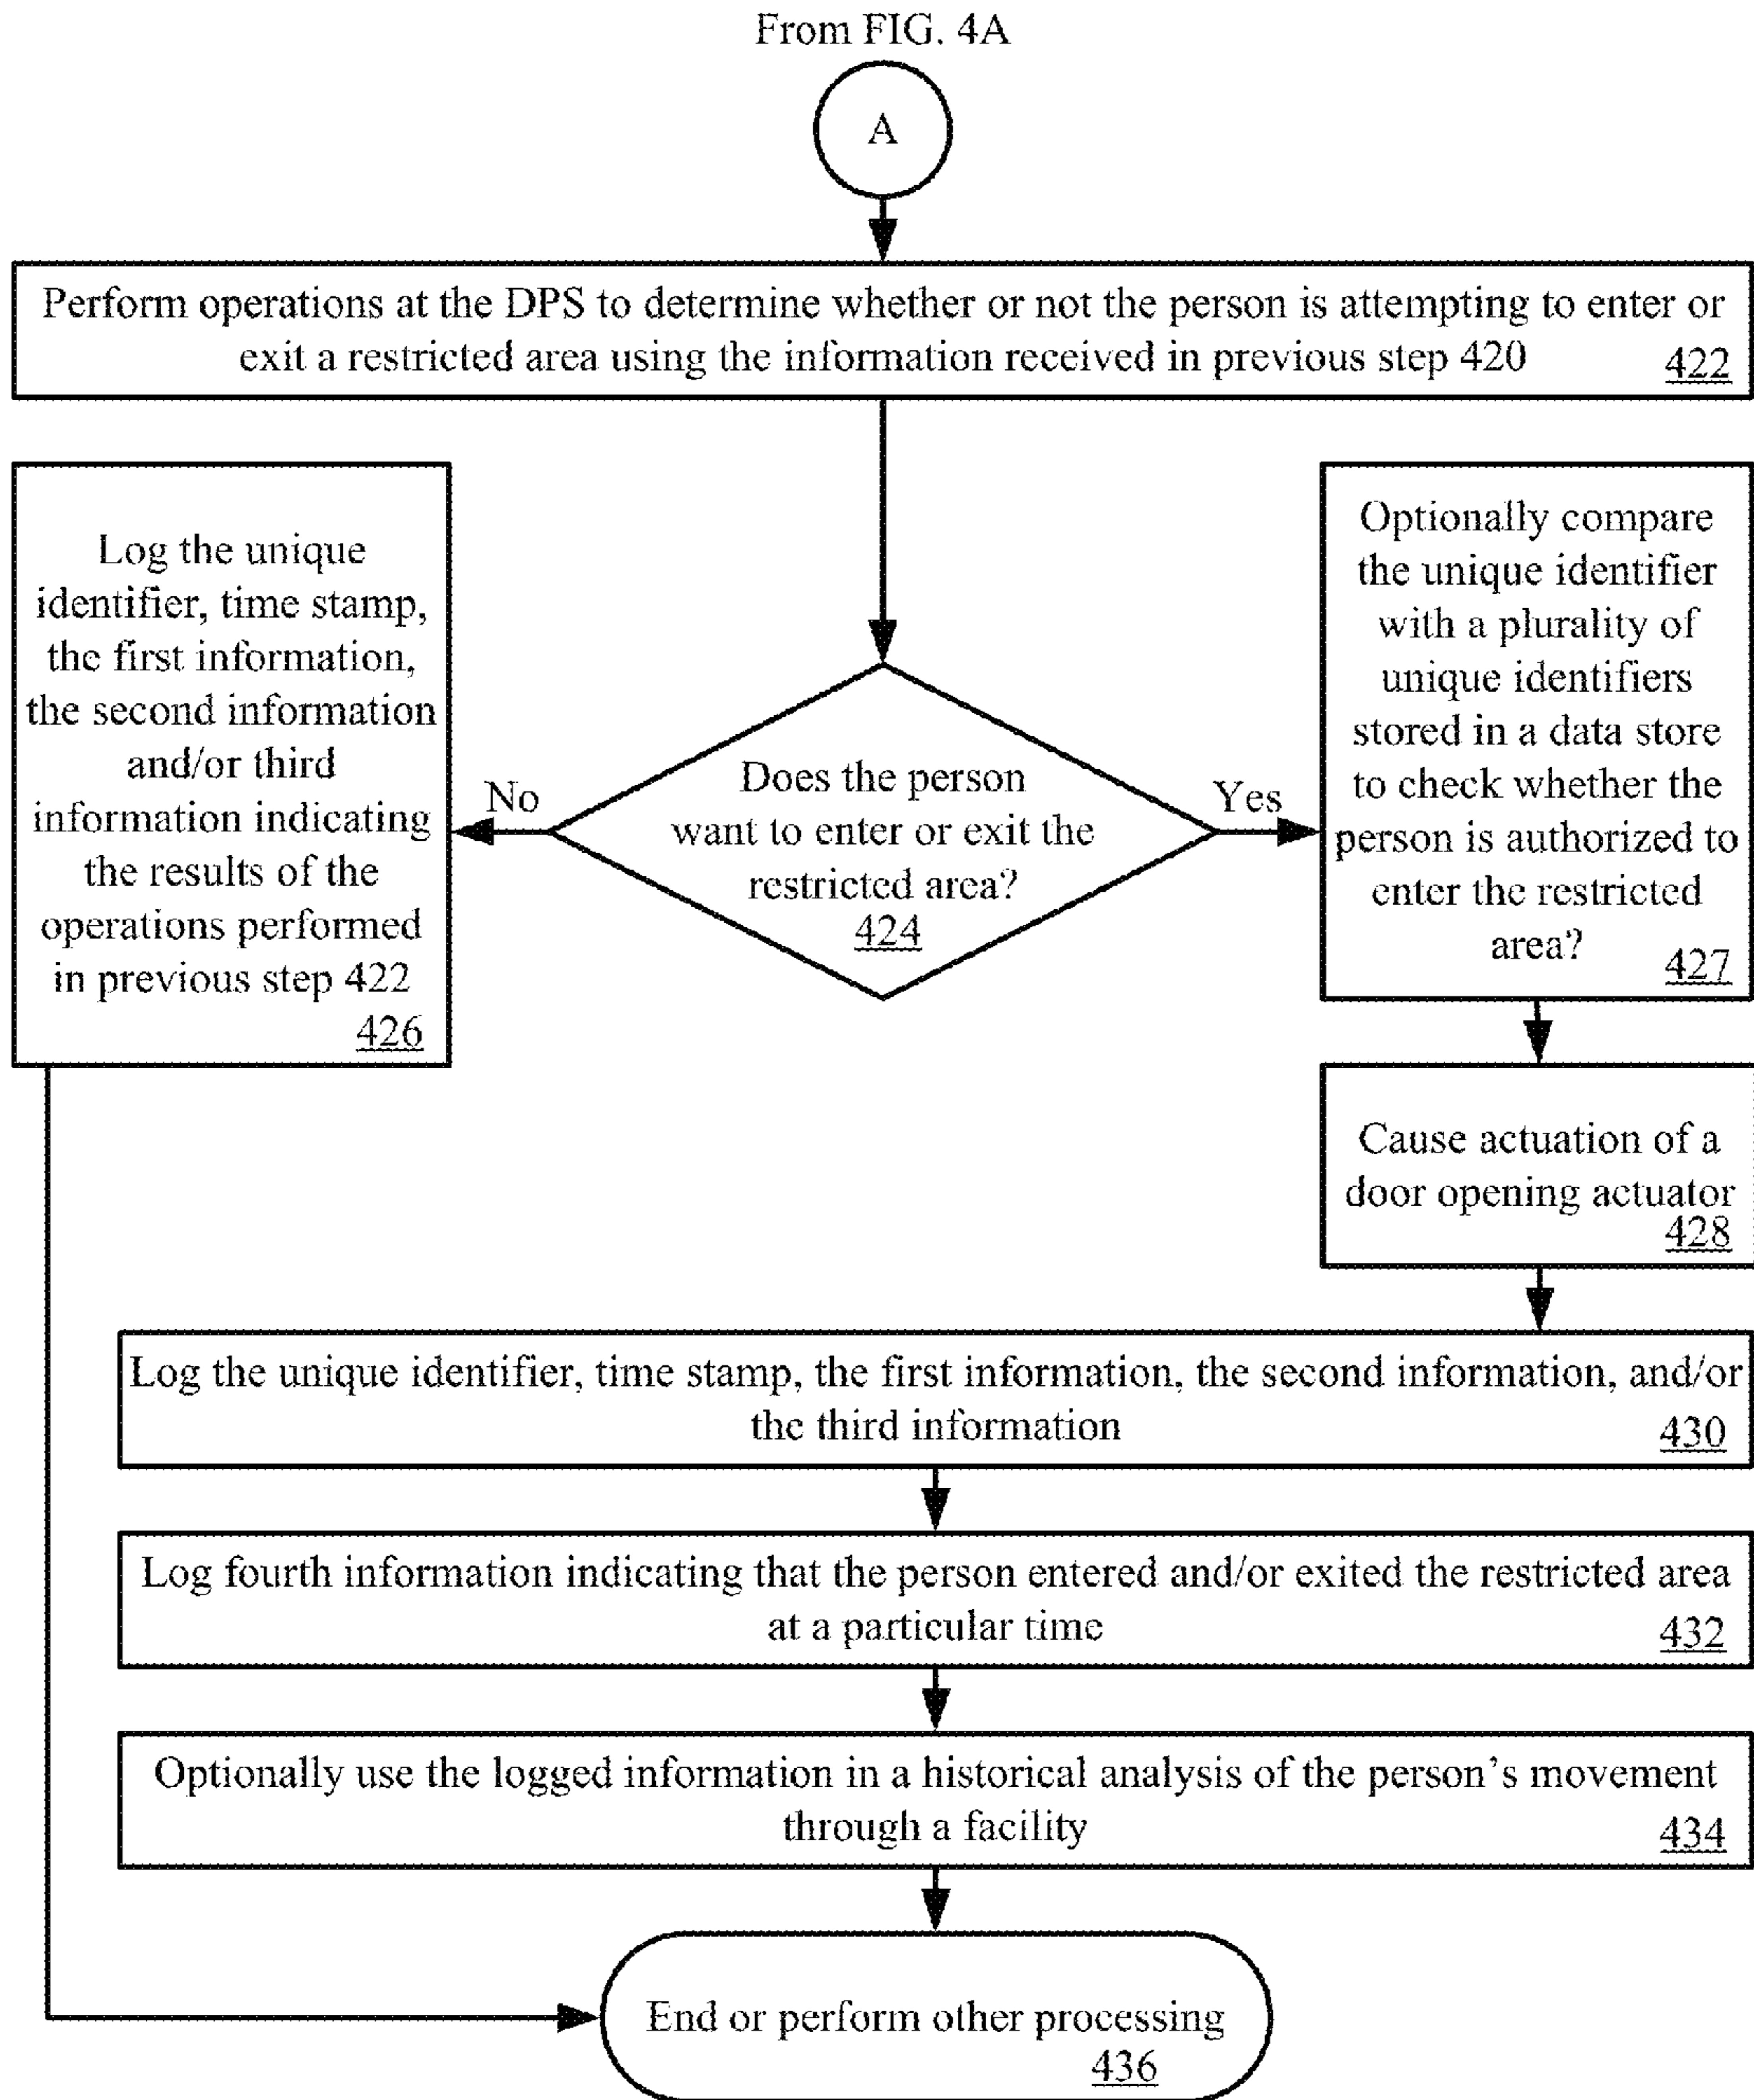 From FIG. 4A
A
Perform operations at the DPS to determine whether or not the person is attempting to enter or
exit a restricted area using the information received in previous step 420
422
Log the unique
identifier, time stamp,
the first information,
the second information
and/or third
information indicating
the results of the
operations performed
in previous step 422
426
No
Does the person
want to enter or exit the
restricted area?
424
Yes
Optionally compare
the unique identifier
with a plurality of
unique identifiers
stored in a data store
to check whether the
person is authorized to
enter the restricted
area?
427
Cause actuation of a
door opening actuator
428
Log the unique identifier, time stamp, the first information, the second information, and/or
the third information
430
Log fourth information indicating that the person entered and/or exited the restricted area
at a particular time
432
Optionally use the logged information in a historical analysis of the person's movement
through a facility
434
End or perform other processing
436